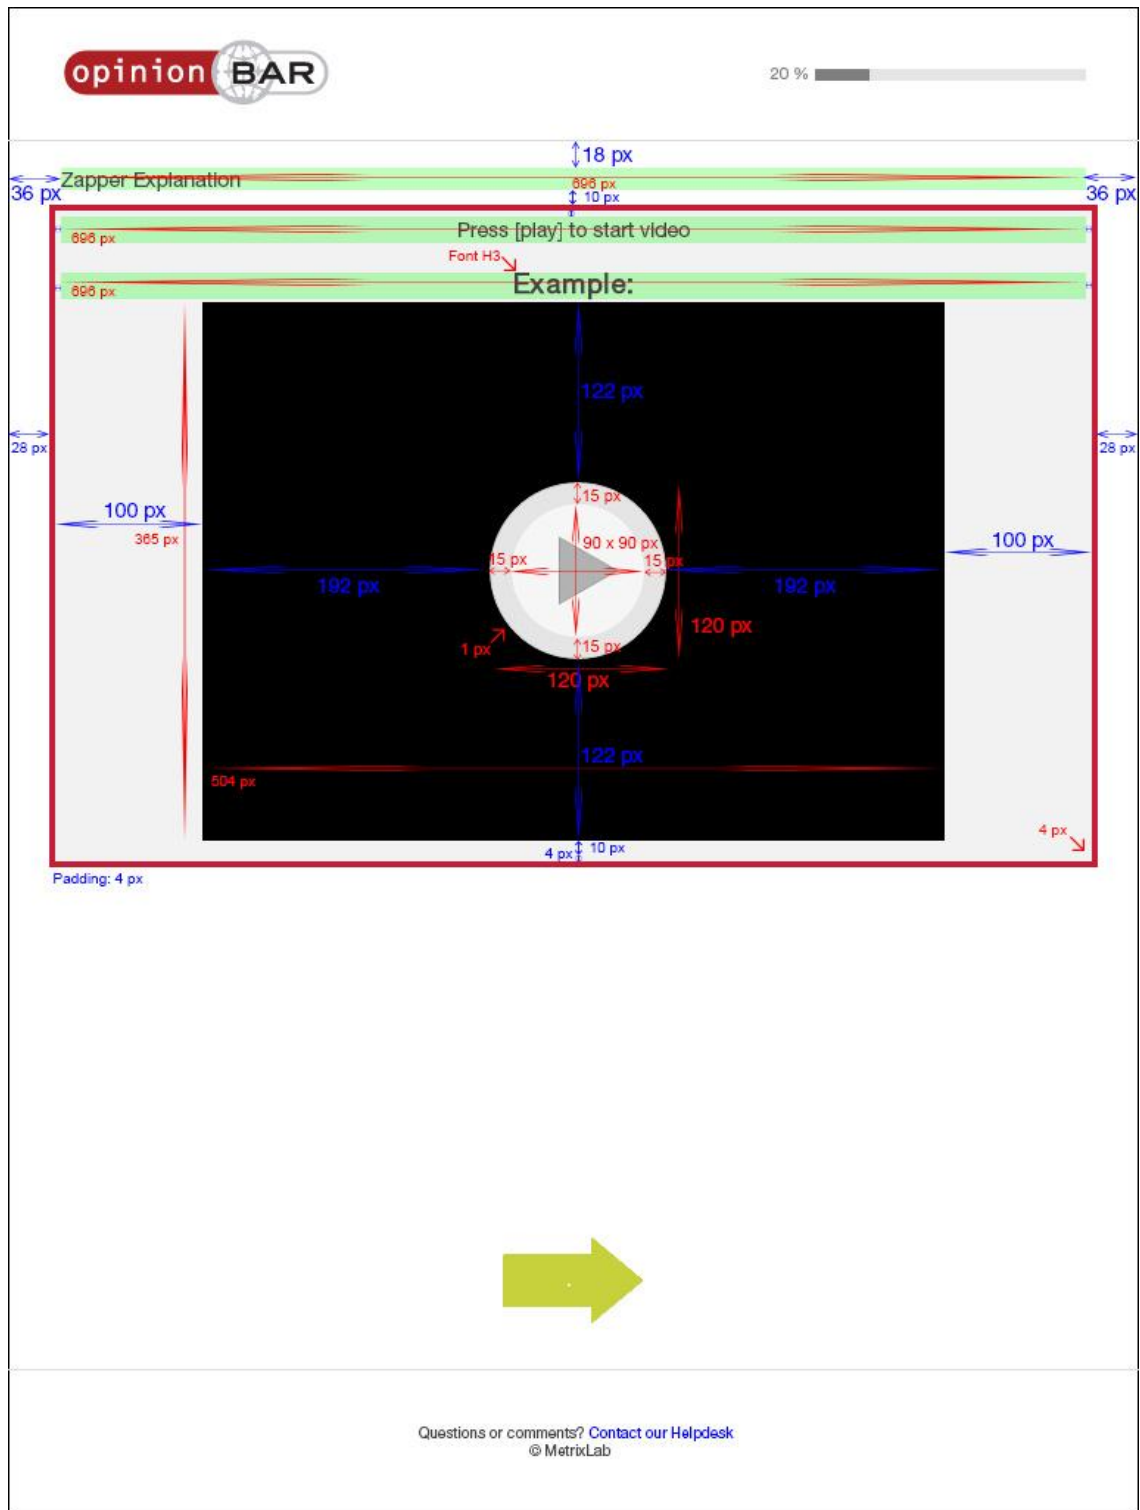 opinion BAR
20 %
18 px
Zapper Explanation
696 px
36 px
36 px
10 px
Press [play] to start video
696 px
Font H3
Example:
696 px
122 px
28 px
28 px
15 px
100 px
365 px
90 x 90 px
100 px
15 px
15 px
192 px
192 px
120 px
1 px
15 px
120 px
122 px
504 px
4 px
4 px
10 px
Padding: 4 px
Questions or comments? Contact our Helpdesk
© MetrixLab